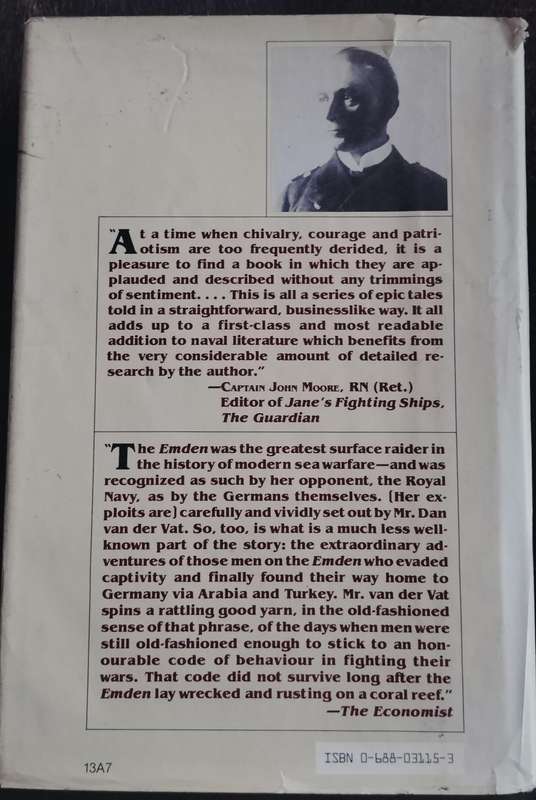 "At a time when chivalry, courage and patri-
otism are too frequently derided, it is a
pleasure to find a book in which they are ap-
plauded and described without any trimmings
of sentiment. . . . This is all a series of epic tales
told in a straightforward, businesslike way. It all
adds up to a first-class and most readable
addition to naval literature which benefits from
the very considerable amount of detailed re-
search by the author."
—Captain John Moore, RN (Ret.)
Editor of Jane's Fighting Ships,
The Guardian
"The Emden was the greatest surface raider in
the history of modern sea warfare—and was
recognized as such by her opponent, the Royal
Navy, as by the Germans themselves. [Her ex-
ploits are] carefully and vividly set out by Mr. Dan
van der Vat. So, too, is what is a much less well-
known part of the story: the extraordinary ad-
ventures of those men on the Emden who evaded
captivity and finally found their way home to
Germany via Arabia and Turkey. Mr. van der Vat
spins a rattling good yarn, in the old-fashioned
sense of that phrase, of the days when men were
still old-fashioned enough to stick to an hon-
ourable code of behaviour in fighting their
wars. That code did not survive long after the
Emden lay wrecked and rusting on a coral reef."
—The Economist
ISBN 0-688-03115-3
13A7